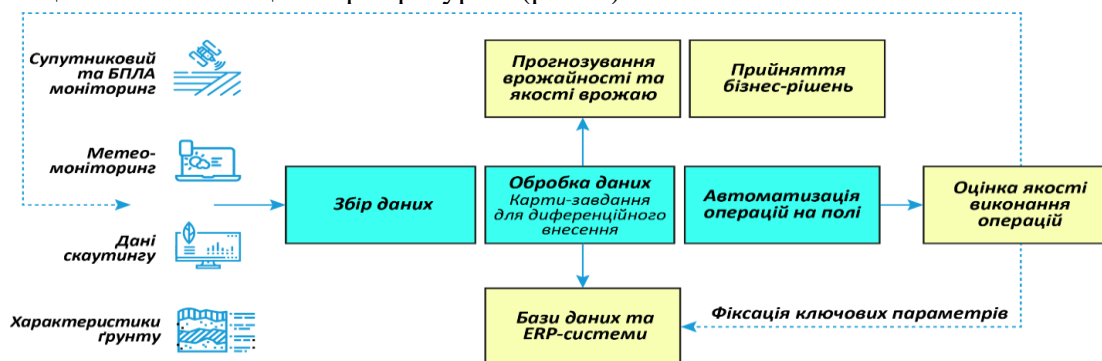 Супутниковий
та БПЛА
моніторинг
Метео-
моніторинг
Дані
скаутингу
Характеристики
ґрунту
Збір даних
Прогнозування
врожайності та
якості врожаю
Прийняття
бізнес-рішень
Обробка даних
Карти-завдання
для диференційного
внесення
Автоматизація
операцій на полі
Оцінка якості
виконання
операцій
Бази даних та
ERP-системи
Фіксація ключових параметрів